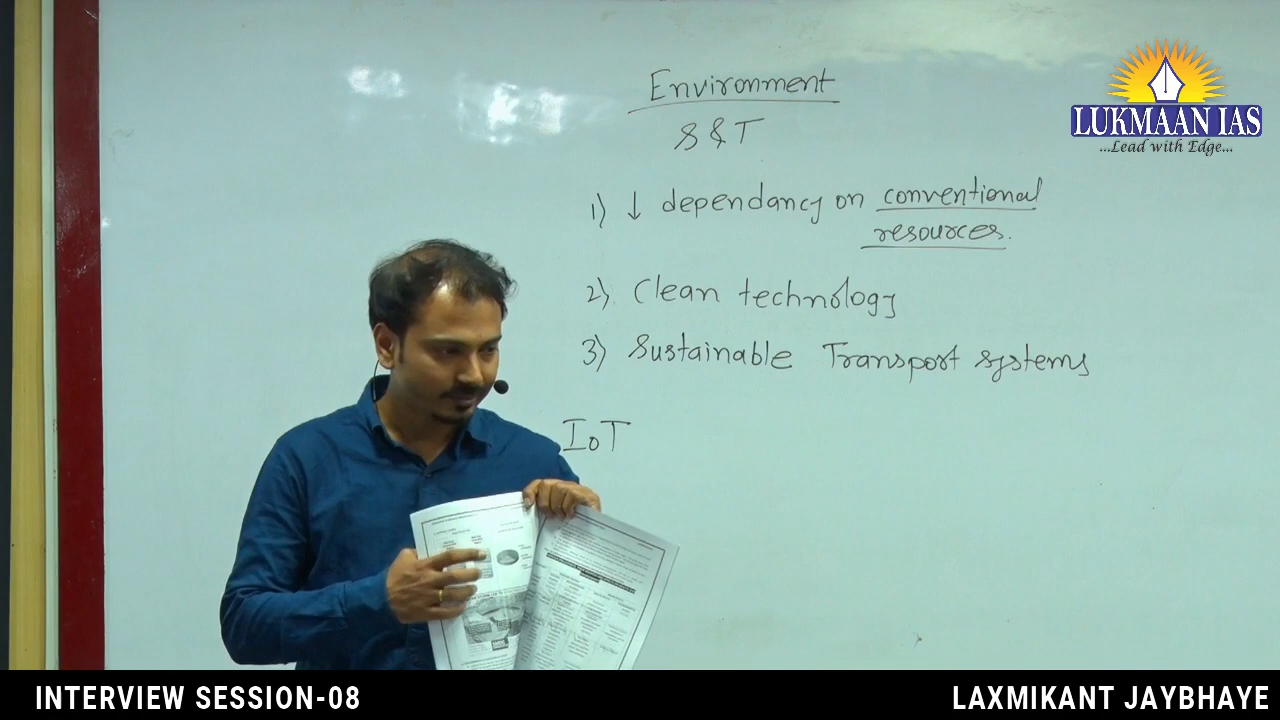 Environment
S & T
1) ↓ dependancy on conventional
resources.
2) Clean technology
3) Sustainable Transport systems
IoT
LUKMAAN IAS
...Lead with Edge...
INTERVIEW SESSION-08
LAXMIKANT JAYBHAYE